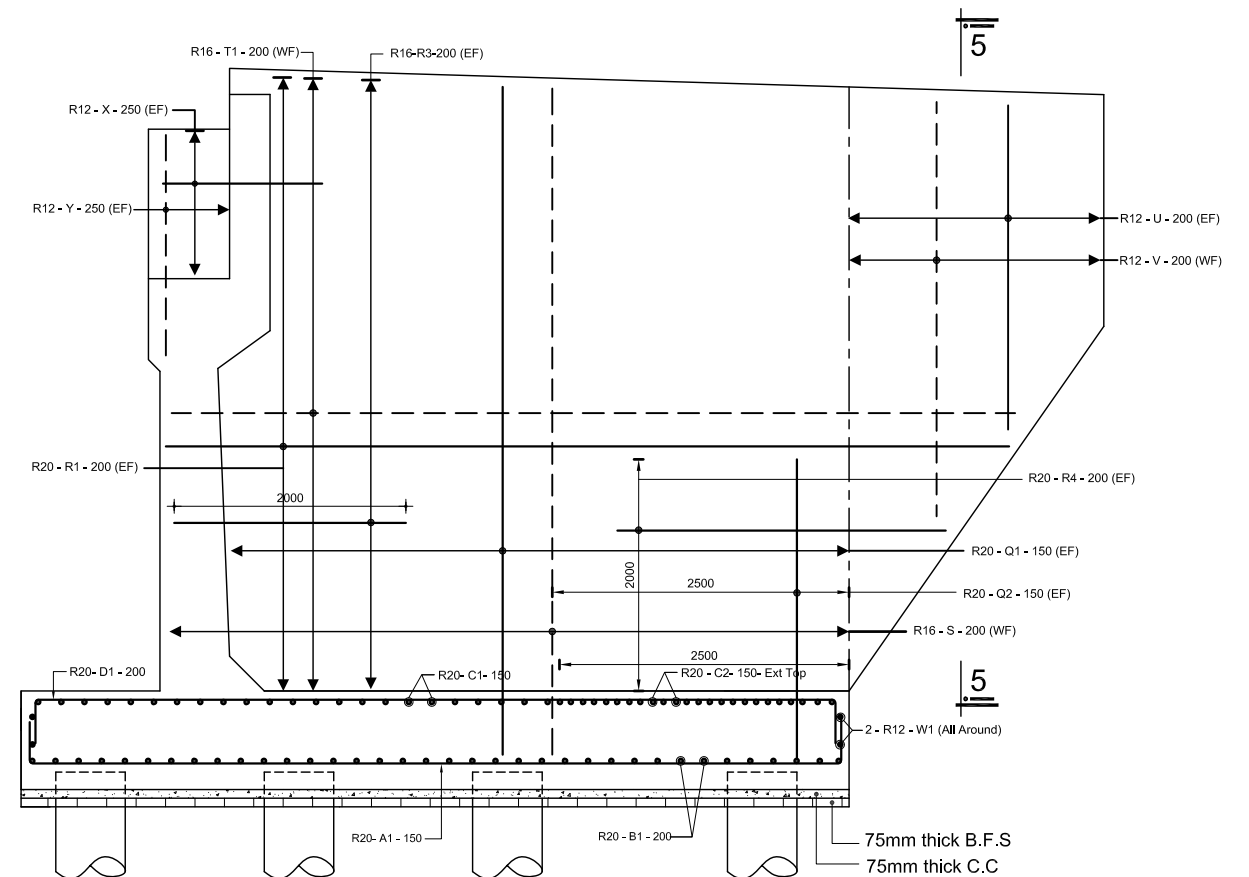 5
R16 - T1 - 200 (WF)
R16-R3-200 (EF)
R12 - X - 250 (EF)
R12 - Y - 250 (EF)
R12 - U - 200 (EF)
R12 - V - 200 (WF)
R20 - R1 - 200 (EF)
2000
R20 - R4 - 200 (EF)
R20 - Q1 - 150 (EF)
2000
2500
R20 - Q2 - 150 (EF)
R16 - S - 200 (WF)
2500
R20- D1 - 200
R20- C1- 150
R20 - C2- 150- Ext Top
5
2 - R12 - W1 (All Around)
R20- A1 - 150
R20 - B1 - 200
75mm thick B.F.S
75mm thick C.C